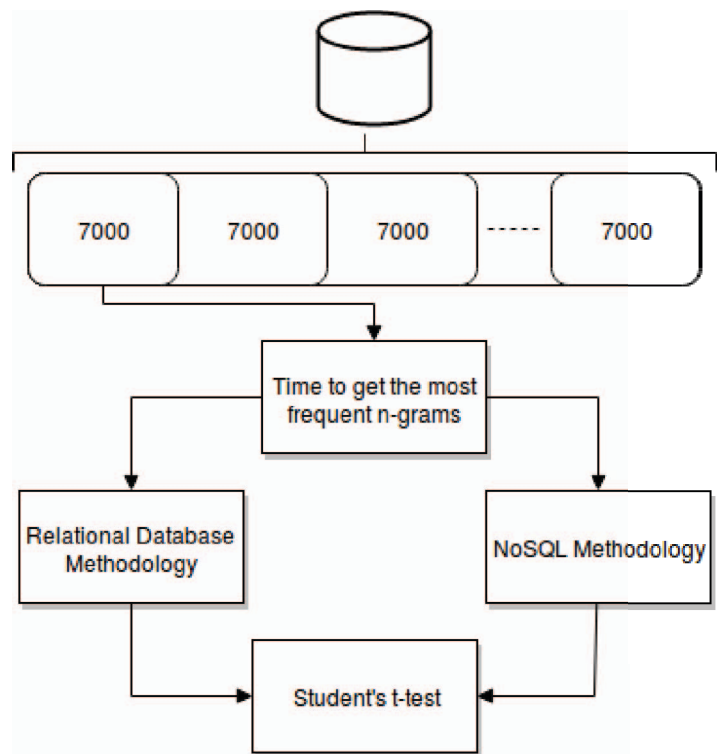 7000 7000 7000 ----- 7000
Time to get the most
frequent n-grams
Relational Database
Methodology
NoSQL Methodology
Student's t-test